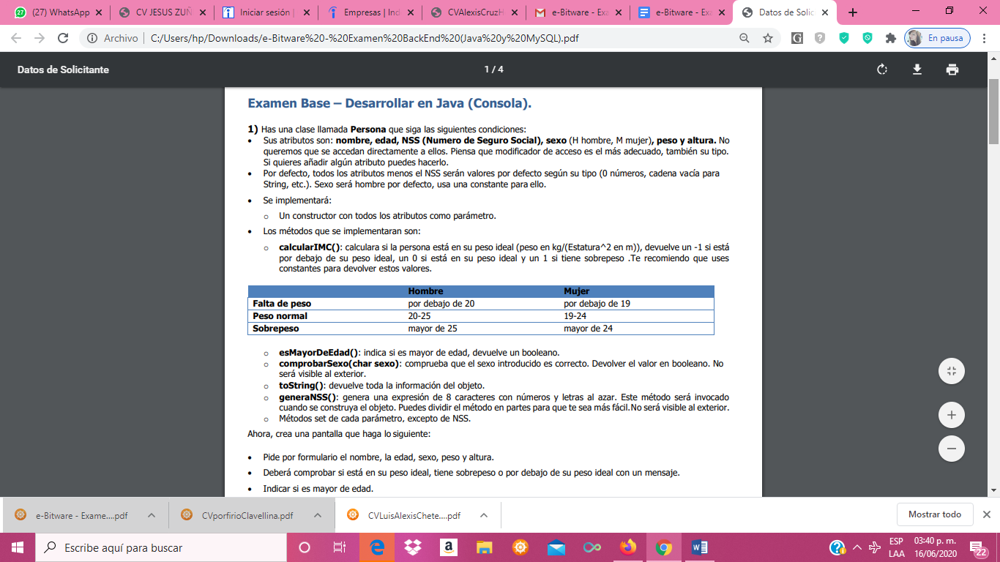 (27) WhatsApp
CV JESUS ZUÑ
Iniciar sesión |
Empresas | Ind
CVAlexisCruzH
e-Bitware - Exa
e-Bitware - Exa
Datos de Solic
Archivo | C:/Users/hp/Downloads/e-Bitware%20-%20Examen%20BackEnd%20(Java%20y%20MySQL).pdf
En pausa
Datos de Solicitante
1 / 4
Examen Base – Desarrollar en Java (Consola).
1) Has una clase llamada Persona que siga las siguientes condiciones:
• Sus atributos son: nombre, edad, NSS (Numero de Seguro Social), sexo (H hombre, M mujer), peso y altura. No
queremos que se accedan directamente a ellos. Piensa que modificador de acceso es el más adecuado, también su tipo.
Si quieres añadir algún atributo puedes hacerlo.
• Por defecto, todos los atributos menos el NSS serán valores por defecto según su tipo (0 números, cadena vacía para
String, etc.). Sexo será hombre por defecto, usa una constante para ello.
• Se implementará:
o Un constructor con todos los atributos como parámetro.
• Los métodos que se implementaran son:
o calcularIMC(): calculara si la persona está en su peso ideal (peso en kg/(Estatura^2 en m)), devuelve un -1 si está
por debajo de su peso ideal, un 0 si está en su peso ideal y un 1 si tiene sobrepeso .Te recomiendo que uses
constantes para devolver estos valores.
Hombre Mujer
Falta de peso por debajo de 20 por debajo de 19
Peso normal 20-25 19-24
Sobrepeso mayor de 25 mayor de 24
o esMayorDeEdad(): indica si es mayor de edad, devuelve un booleano.
o comprobarSexo(char sexo): comprueba que el sexo introducido es correcto. Devolver el valor en booleano. No
será visible al exterior.
o toString(): devuelve toda la información del objeto.
o generaNSS(): genera una expresión de 8 caracteres con números y letras al azar. Este método será invocado
cuando se construya el objeto. Puedes dividir el método en partes para que te sea más fácil.No será visible al exterior.
o Métodos set de cada parámetro, excepto de NSS.
Ahora, crea una pantalla que haga lo siguiente:
• Pide por formulario el nombre, la edad, sexo, peso y altura.
• Deberá comprobar si está en su peso ideal, tiene sobrepeso o por debajo de su peso ideal con un mensaje.
• Indicar si es mayor de edad.
e-Bitware - Exame....pdf
CVporfirioClavellina.pdf
CVLuisAlexisChete....pdf
Mostrar todo
Escribe aquí para buscar
ESP
LAA
03:40 p. m.
16/06/2020
22